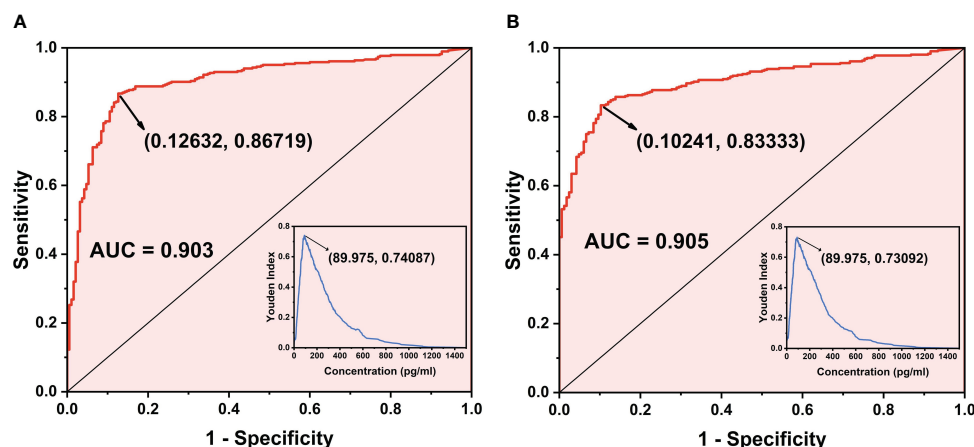 A
1.0
0.8
0.6
0.4
0.2
0.0
Sensitivity
(0.12632, 0.86719)
AUC = 0.903
0.8
0.6
0.4
0.2
0.0
Youden Index
(89.975, 0.74087)
0 200 400 600 800 1000 1200 1400
Concentration (pg/ml)
0.0 0.2 0.4 0.6 0.8 1.0
1 - Specificity
B
1.0
0.8
0.6
0.4
0.2
0.0
Sensitivity
(0.10241, 0.83333)
AUC = 0.905
0.8
0.6
0.4
0.2
0.0
Youden Index
(89.975, 0.73092)
0 200 400 600 800 1000 1200 1400
Concentration (pg/ml)
0.0 0.2 0.4 0.6 0.8 1.0
1 - Specificity